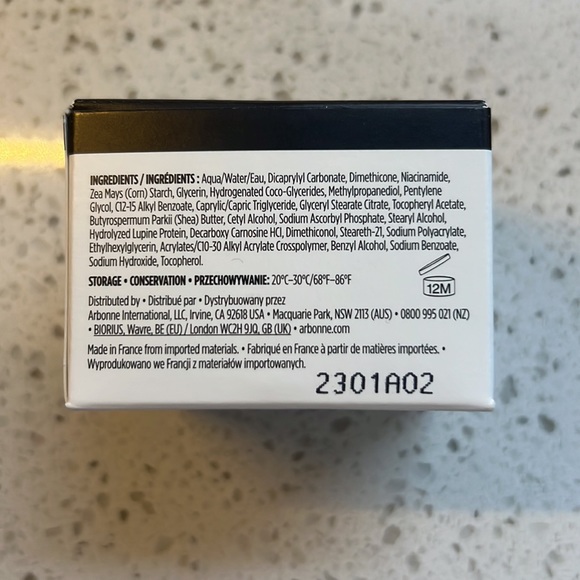 INGREDIENTS / INGRÉDIENTS : Aqua/Water/Eau, Dicaprylyl Carbonate, Dimethicone, Niacinamide,
Zea Mays (Corn) Starch, Glycerin, Hydrogenated Coco-Glycerides, Methylpropanediol, Pentylene
Glycol, C12-15 Alkyl Benzoate, Caprylic/Capric Triglyceride, Glyceryl Stearate Citrate, Tocopheryl Acetate,
Butyrospermum Parkii (Shea) Butter, Cetyl Alcohol, Sodium Ascorbyl Phosphate, Stearyl Alcohol,
Hydrolyzed Lupine Protein, Decarboxy Carnosine HCl, Dimethiconol, Steareth-21, Sodium Polyacrylate,
Ethylhexylglycerin, Acrylates/C10-30 Alkyl Acrylate Crosspolymer, Benzyl Alcohol, Sodium Benzoate,
Sodium Hydroxide, Tocopherol.
STORAGE • CONSERVATION • PRZECHOWYWANIE: 20°C–30°C/68°F–86°F
12M
Distributed by • Distribué par • Dystrybuowany przez
Arbonne International, LLC, Irvine, CA 92618 USA • Macquarie Park, NSW 2113 (AUS) • 0800 995 021 (NZ)
• BIORIUS, Wavre, BE (EU) / London WC2H 9JQ, GB (UK) • arbonne.com
Made in France from imported materials. • Fabriqué en France à partir de matières importées. •
Wyprodukowano we Francji z materiałów importowanych.
2301A02